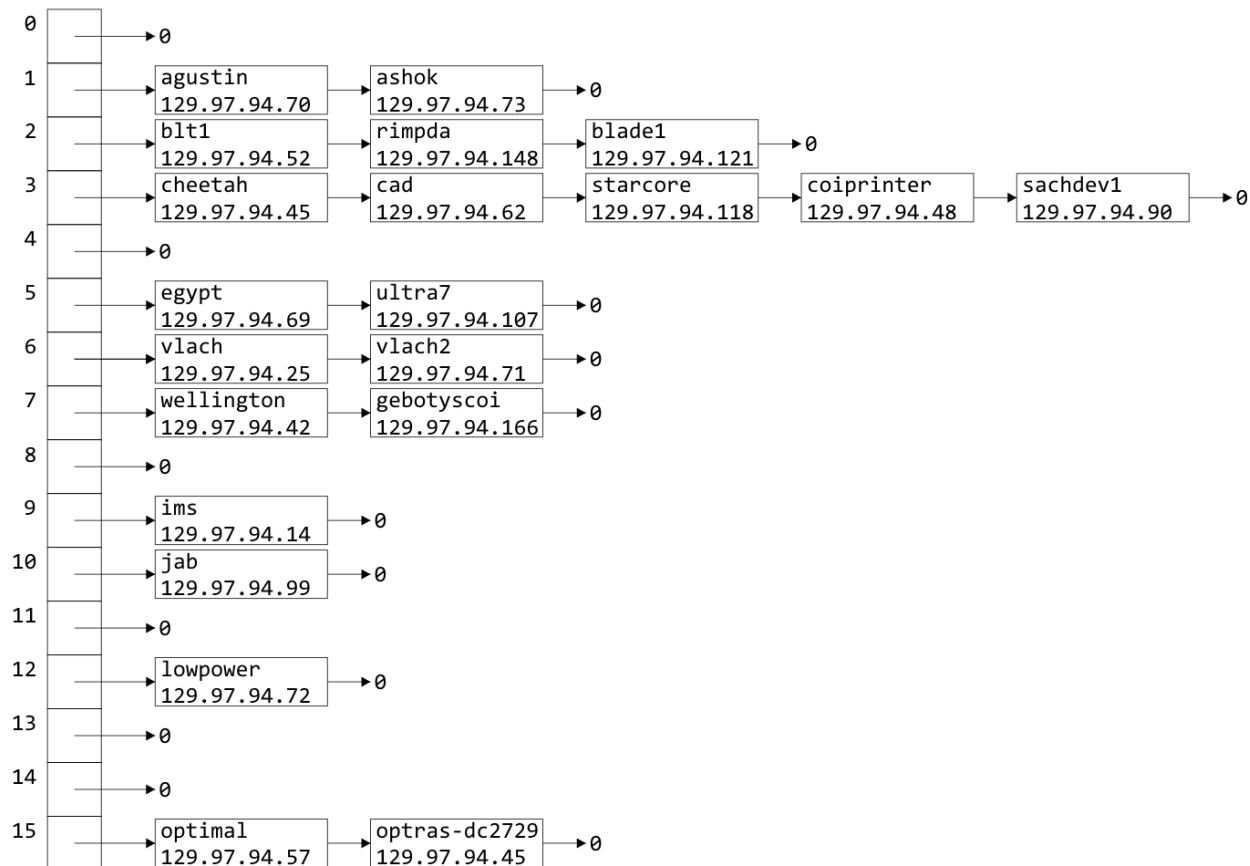 0
0
1
agustin
129.97.94.70
ashok
129.97.94.73
0
2
blt1
129.97.94.52
rimpda
129.97.94.148
blade1
129.97.94.121
0
3
cheetah
129.97.94.45
cad
129.97.94.62
starcore
129.97.94.118
coiprinter
129.97.94.48
sachdev1
129.97.94.90
0
4
0
5
egypt
129.97.94.69
ultra7
129.97.94.107
0
6
vlach
129.97.94.25
vlach2
129.97.94.71
0
7
wellington
129.97.94.42
gebotyscoi
129.97.94.166
0
8
0
9
ims
129.97.94.14
0
10
jab
129.97.94.99
0
11
0
12
lowpower
129.97.94.72
0
13
0
14
0
15
optimal
129.97.94.57
optras-dc2729
129.97.94.45
0